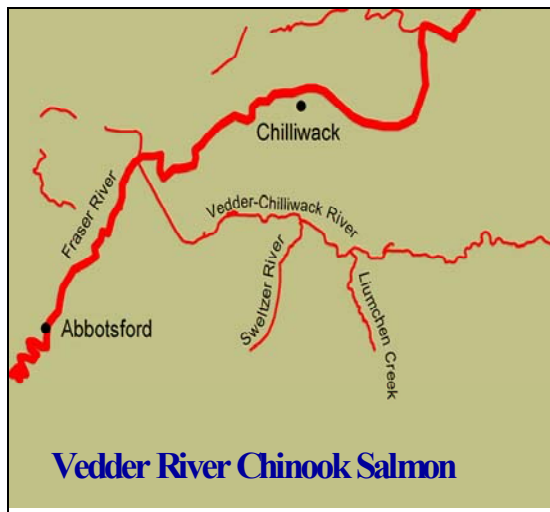 Chilliwack
Fraser River
Vedder-Chilliwack River
Sweltzer River
Liumchen Creek
Abbotsford
Vedder River Chinook Salmon